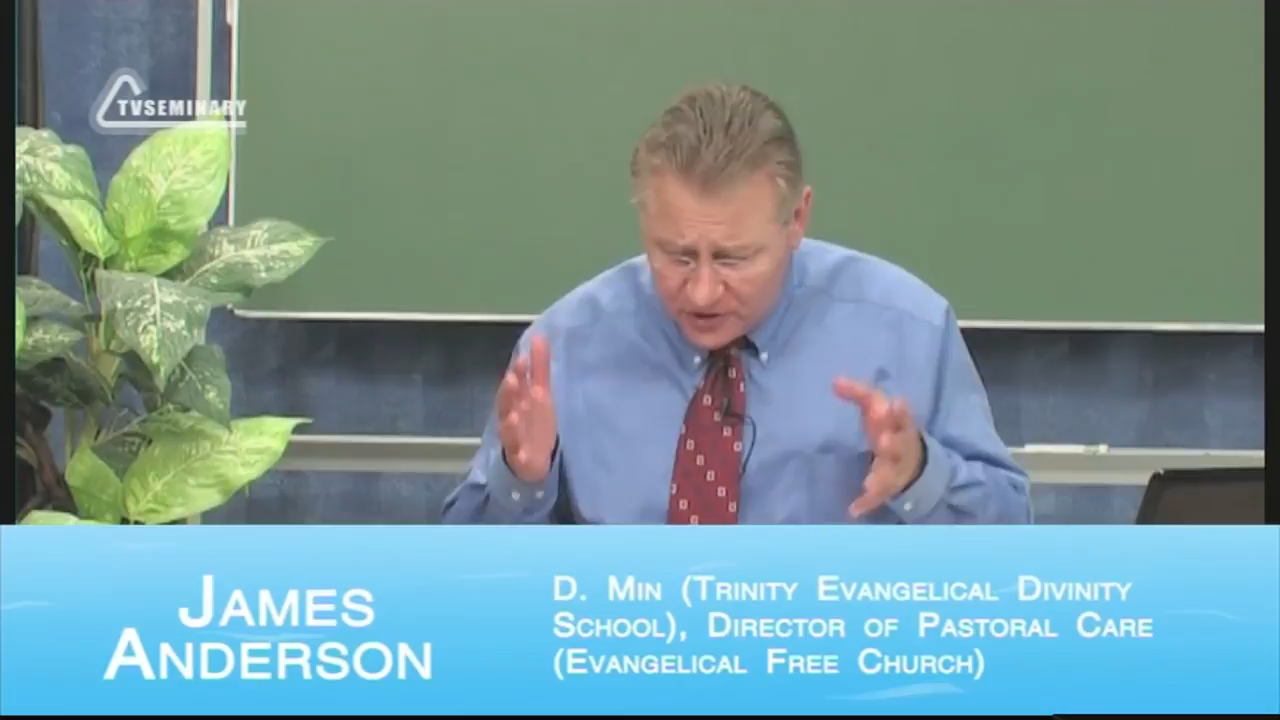 TVSEMINARY
JAMES
ANDERSON
D. MIN (TRINITY EVANGELICAL DIVINITY
SCHOOL), DIRECTOR OF PASTORAL CARE
(EVANGELICAL FREE CHURCH)